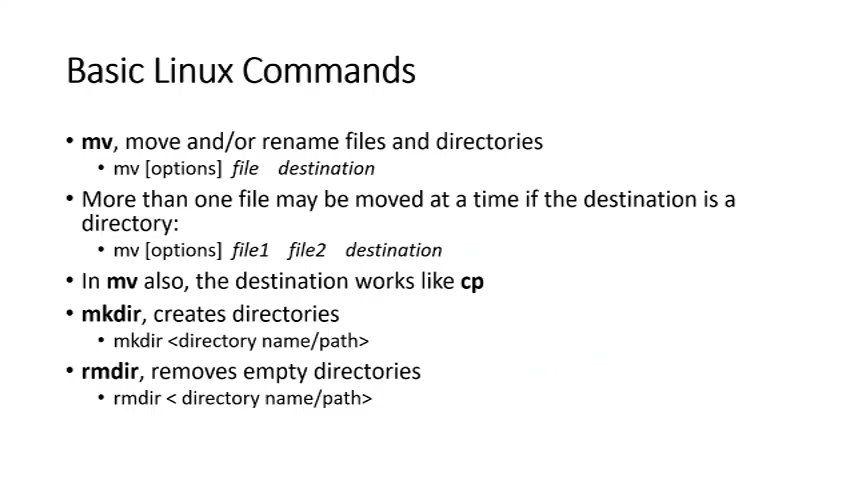 Basic Linux Commands
• mv, move and/or rename files and directories
• mv [options] file destination
• More than one file may be moved at a time if the destination is a
directory:
• mv [options] file1 file2 destination
• In mv also, the destination works like cp
• mkdir, creates directories
• mkdir <directory name/path>
• rmdir, removes empty directories
• rmdir < directory name/path>